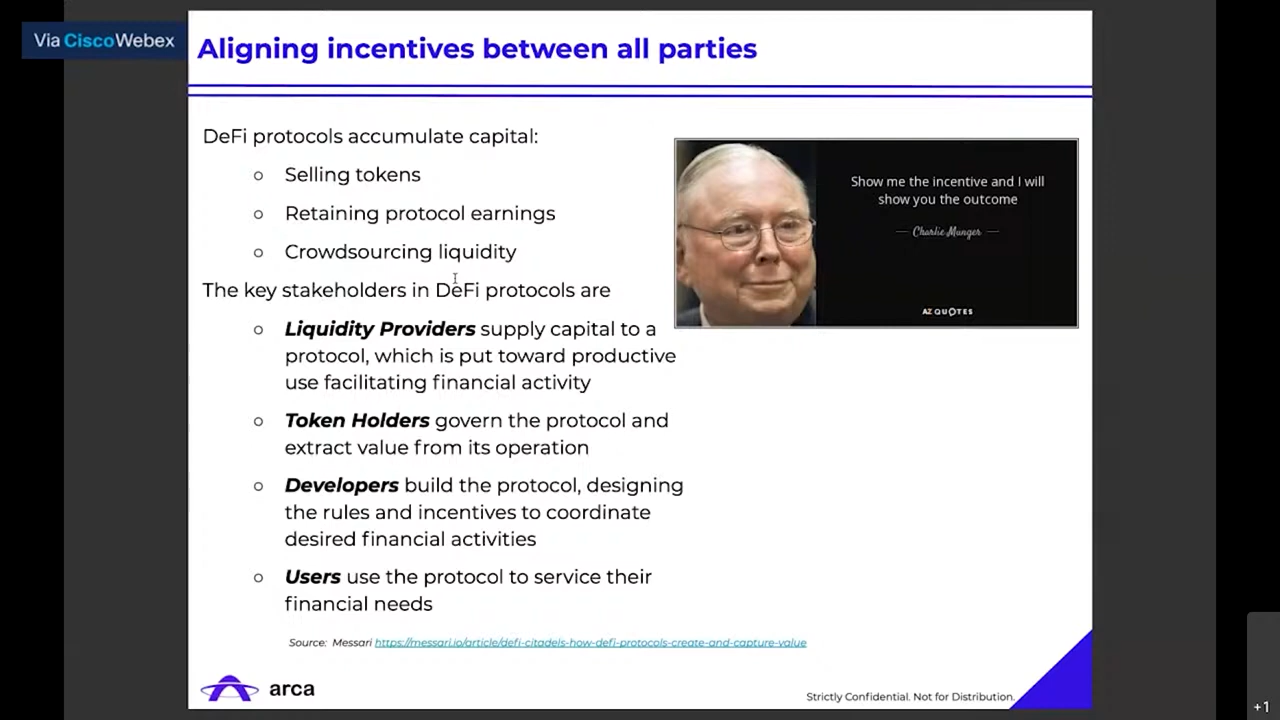 Via CiscoWebex
Aligning incentives between all parties
DeFi protocols accumulate capital:
o Selling tokens
o Retaining protocol earnings
o Crowdsourcing liquidity
The key stakeholders in DeFi protocols are
o Liquidity Providers supply capital to a
protocol, which is put toward productive
use facilitating financial activity
o Token Holders govern the protocol and
extract value from its operation
o Developers build the protocol, designing
the rules and incentives to coordinate
desired financial activities
o Users use the protocol to service their
financial needs
Show me the incentive and I will
show you the outcome
— Charlie Munger —
AZ QUOTES
Source: Messari https://messari.io/article/defi-citadels-how-defi-protocols-create-and-capture-value
arca
Strictly Confidential. Not for Distribution.
+1